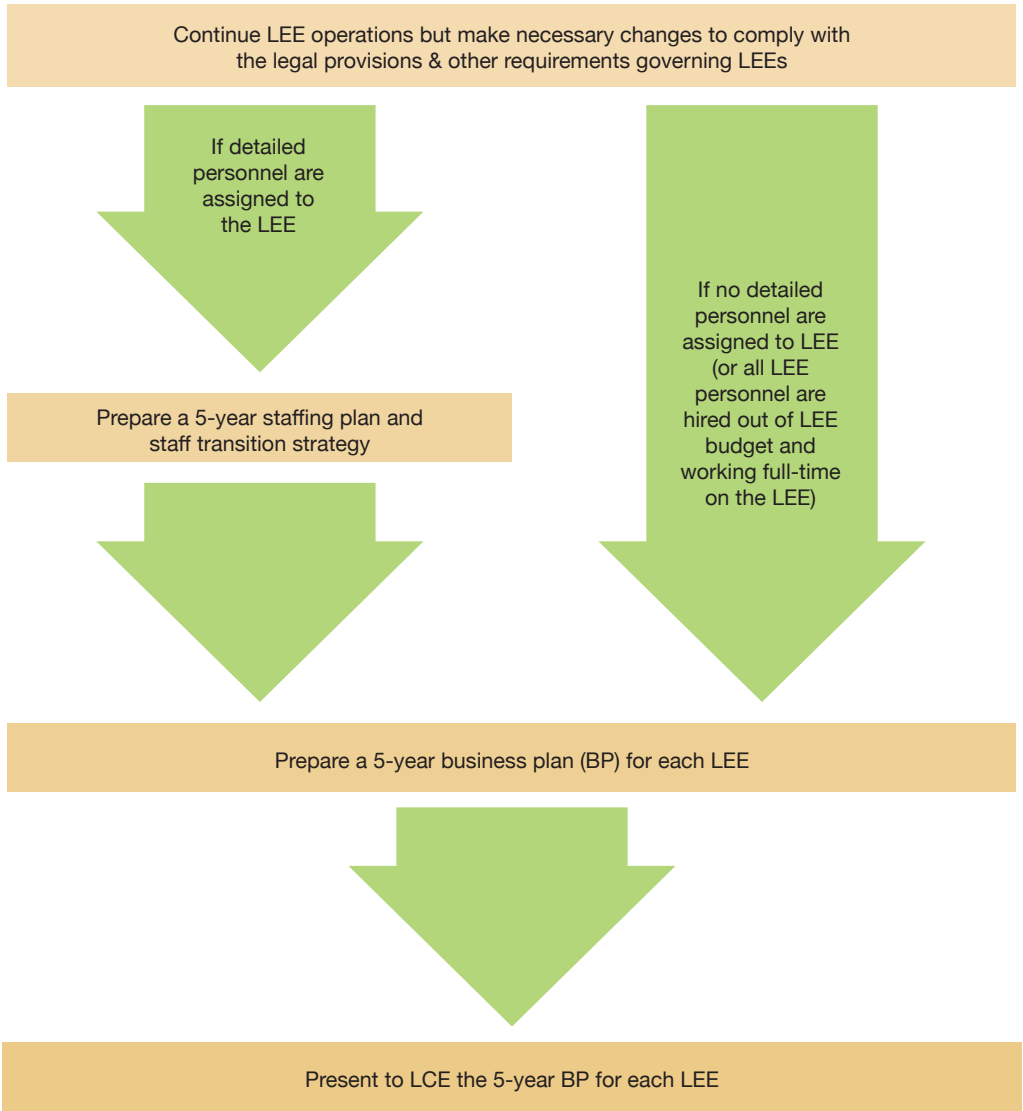 Continue LEE operations but make necessary changes to comply with
the legal provisions & other requirements governing LEEs
If detailed
personnel are
assigned to
the LEE
If no detailed
personnel are
assigned to LEE
(or all LEE
personnel are
hired out of LEE
budget and
working full-time
on the LEE)
Prepare a 5-year staffing plan and
staff transition strategy
Prepare a 5-year business plan (BP) for each LEE
Present to LCE the 5-year BP for each LEE